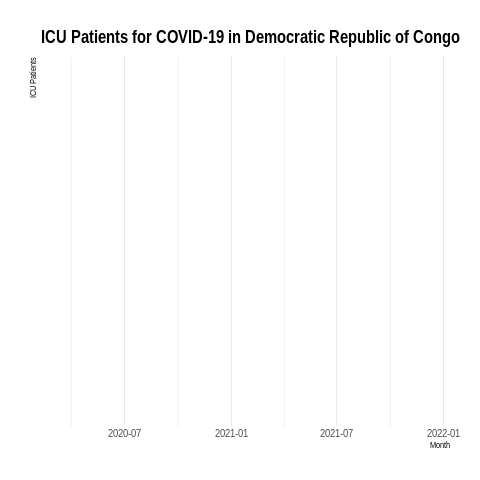 ICU Patients for COVID-19 in Democratic Republic of Congo
ICU Patients
2020-07
2021-01
2021-07
2022-01
Month